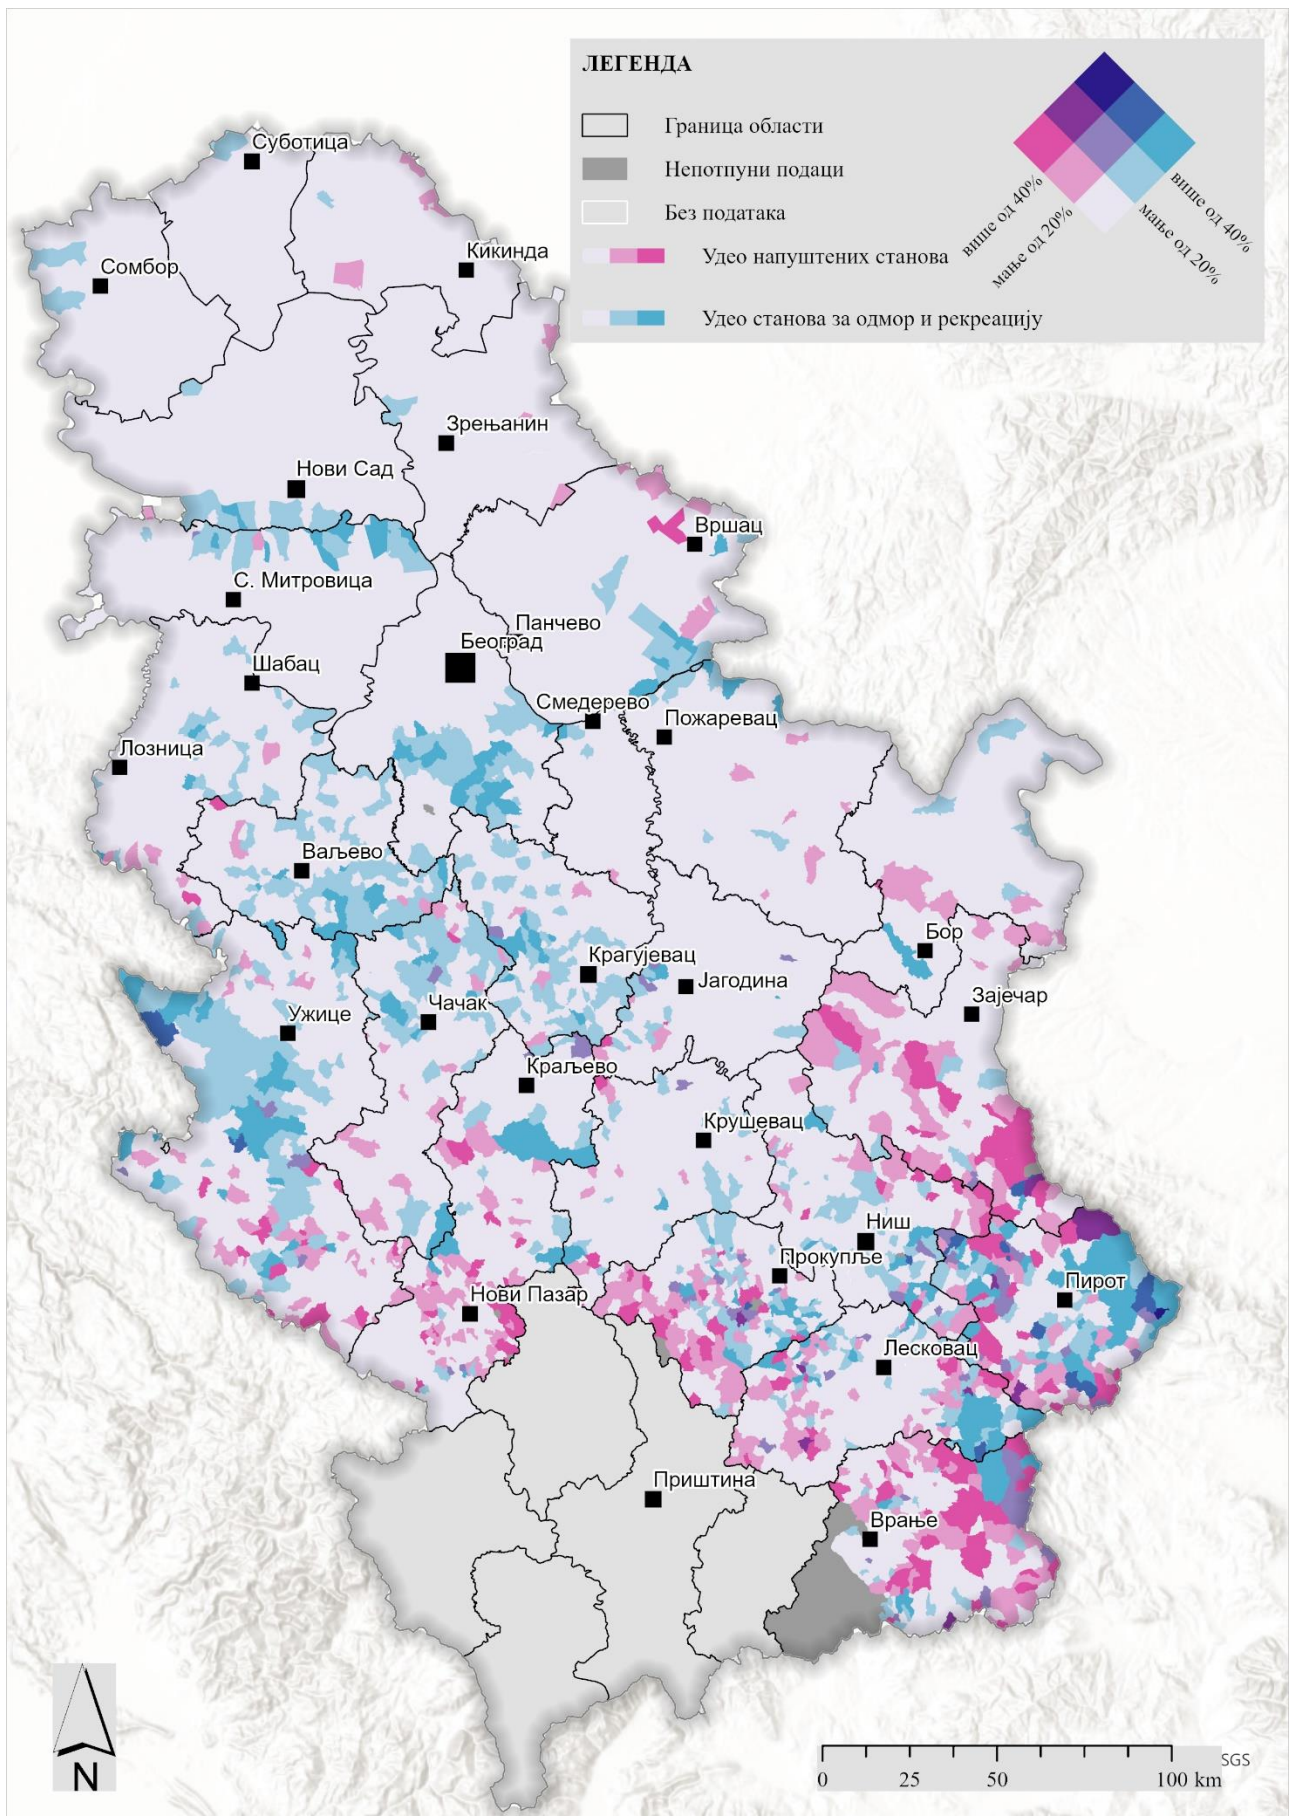 ЛЕГЕНДА
Граница области
Непотпуни подаци
Без података
Удео напуштених станова
Удео станова за одмор и рекреацију
више од 40%
мање од 20%
мање од 20%
више од 40%
Суботица
Кикинда
Сомбор
Зрењанин
Нови Сад
Вршац
С. Митровица
Панчево
Београд
Шабац
Смедерево
Пожаревац
Лозница
Ваљево
Бор
Крагујевац
Јагодина
Зајечар
Ужице
Чачак
Краљево
Крушевац
Ниш
Прокупље
Пирот
Нови Пазар
Лесковац
Приштина
Врање
N
0 25 50 100 km
SGS